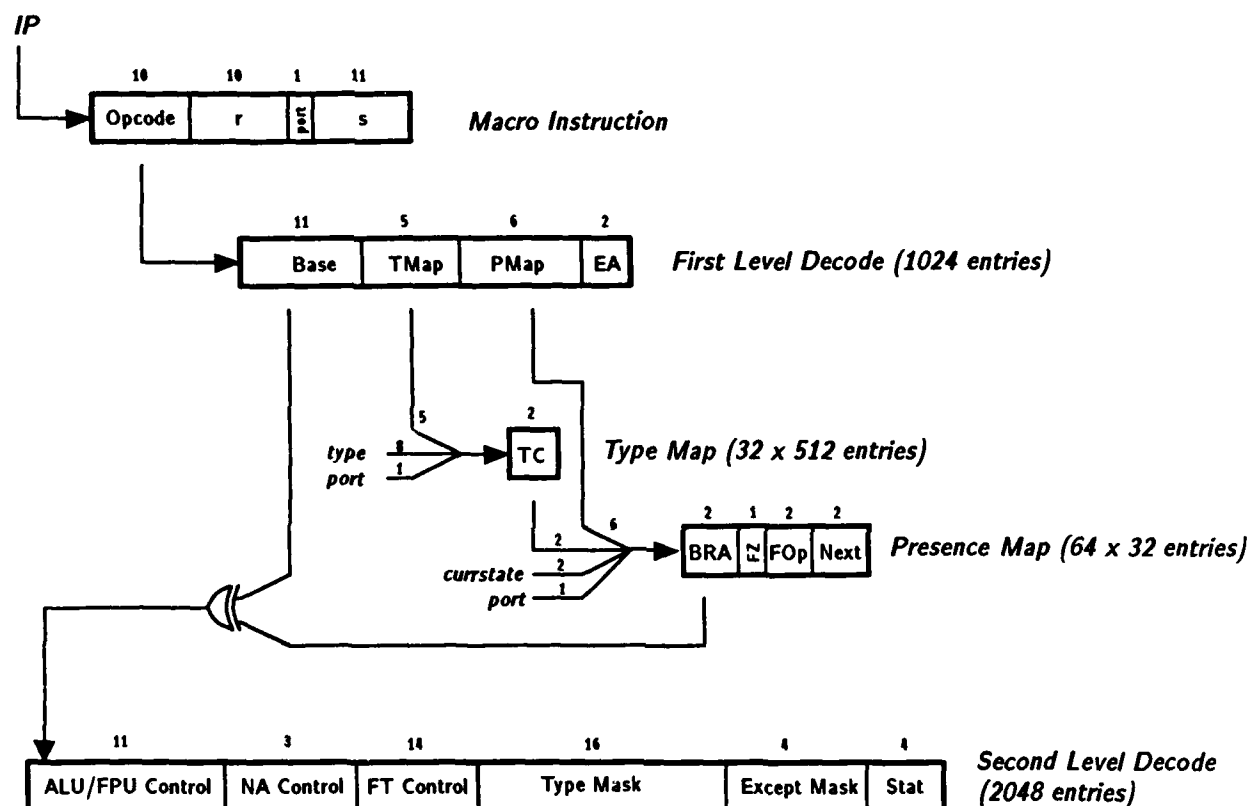 IP
10 10 1 11
Opcode r port s Macro Instruction
11 5 6 2
Base TMap PMap EA First Level Decode (1024 entries)
5 2
type 8 TC Type Map (32 x 512 entries)
port 1
6 2 1 2 2
2 BRA FZ FOp Next Presence Map (64 x 32 entries)
currstate 2
port 1
11 3 14 16 4 4
ALU/FPU Control NA Control FT Control Type Mask Except Mask Stat Second Level Decode
(2048 entries)